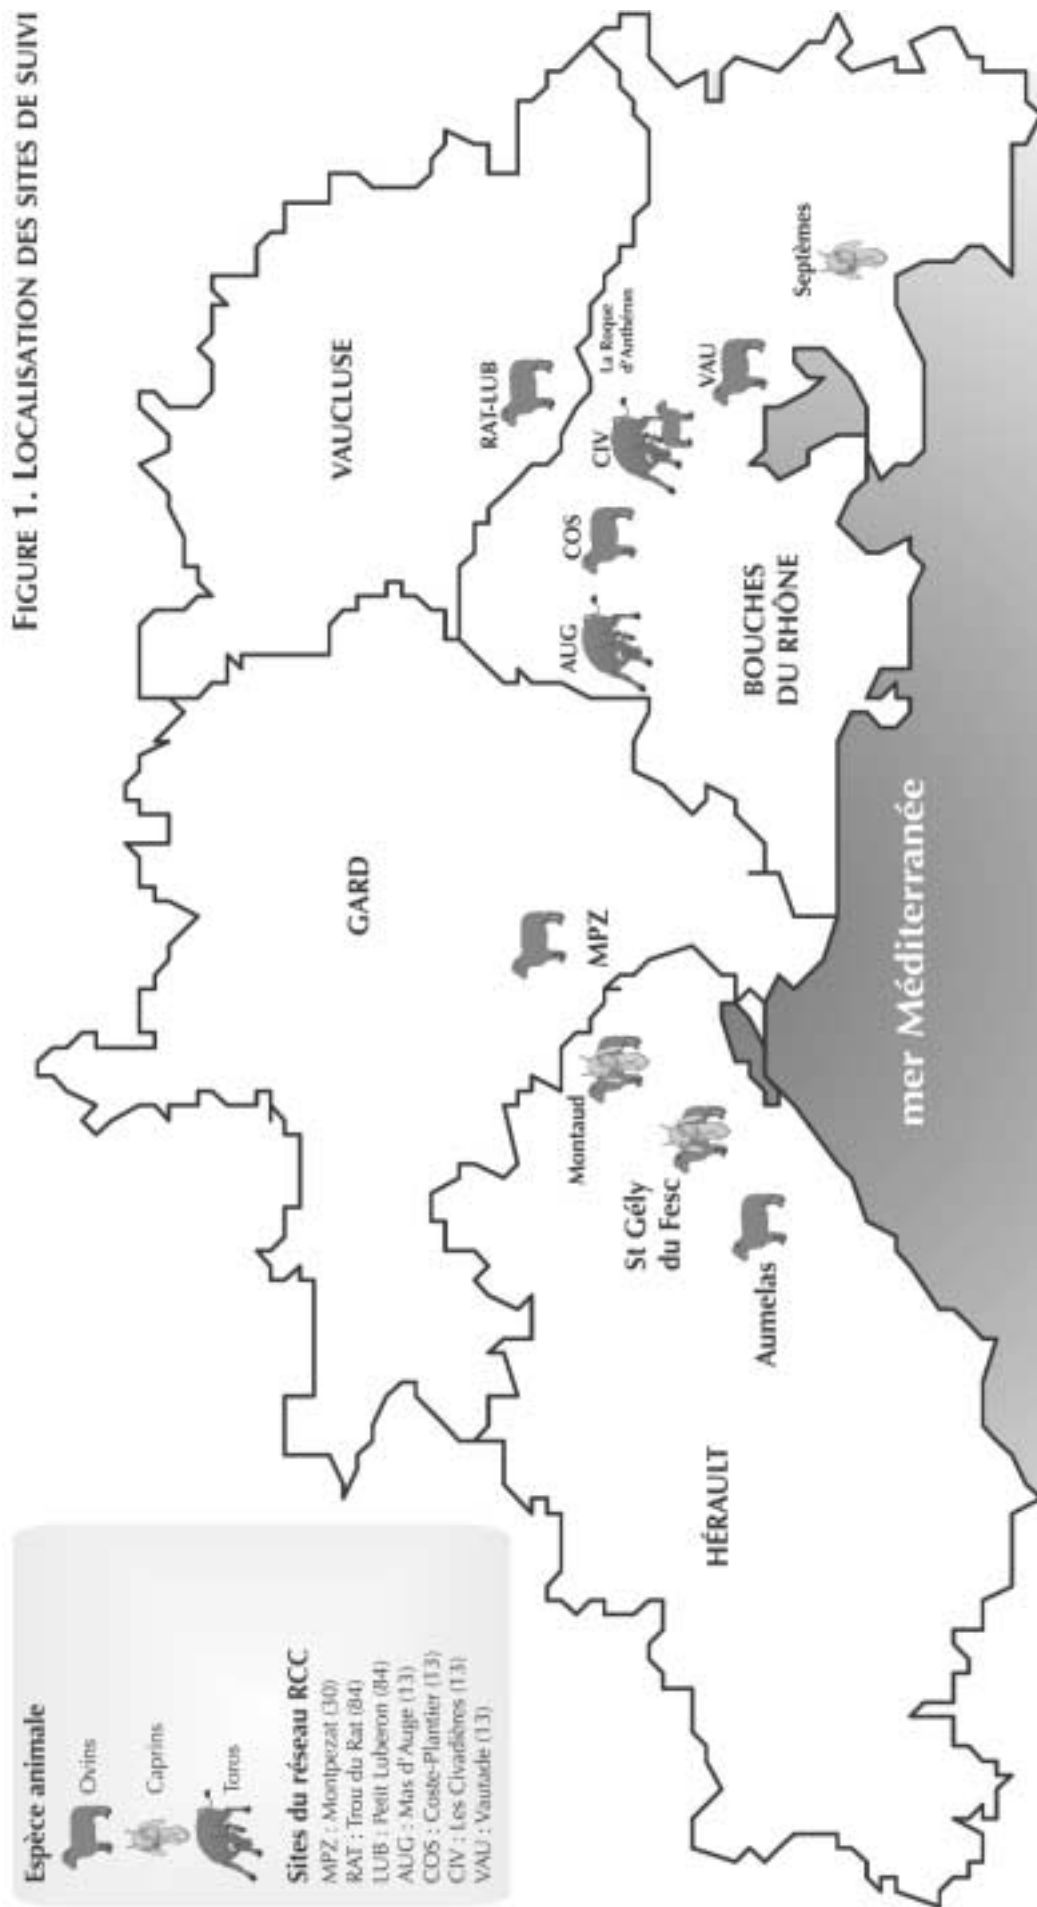 FIGURE 1. LOCALISATION DES SITES DE SUIVI
Espèce animale
Ovins
Caprins
Toros
Sites du réseau RCC
MPZ : Montpezat (30)
RAT : Trou du Rat (84)
LUB : Petit Luberon (84)
AUG : Mas d'Auge (13)
COS : Coste-Plantier (13)
CIV : Les Civadières (13)
VAU : Vautade (13)
VAUCLUSE
GARD
RAT-LUB
AUG
COS
CIV
La Roque
d'Anthéron
MPZ
Montaud
VAU
St Gély
du Fesc
BOUCHES
DU RHÔNE
Septèmes
HÉRAULT
Aumelas
mer Méditerranée